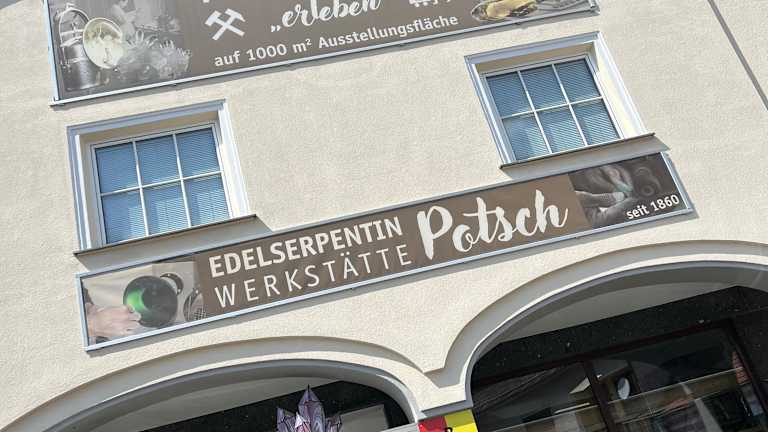 „erleben"
auf 1000 m² Ausstellungsfläche
EDELSERPENTIN
WERKSTÄTTE
Potsch
seit 1860